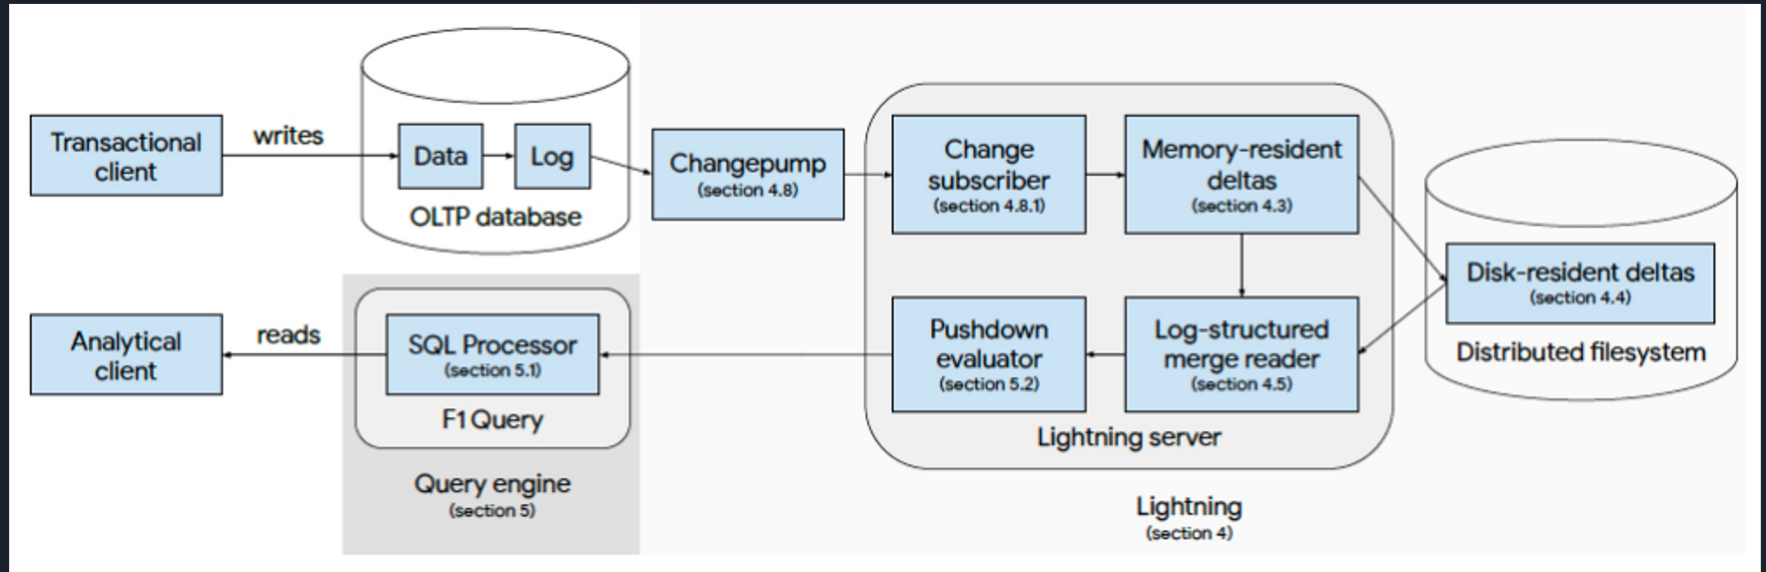 Transactional
client
writes
Data
Log
OLTP database
Changepump
(section 4.8)
Change
subscriber
(section 4.8.1)
Memory-resident
deltas
(section 4.3)
Disk-resident deltas
(section 4.4)
Distributed filesystem
Analytical
client
reads
SQL Processor
(section 5.1)
F1 Query
Query engine
(section 5)
Pushdown
evaluator
(section 5.2)
Log-structured
merge reader
(section 4.5)
Lightning server
Lightning
(section 4)